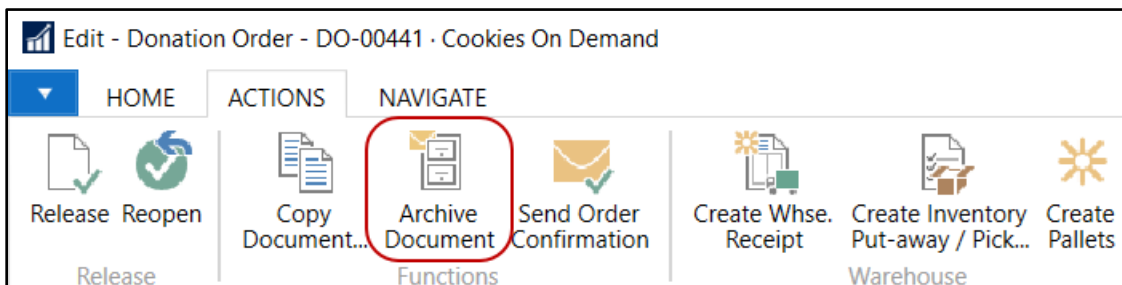 Edit - Donation Order - DO-00441 · Cookies On Demand
HOME ACTIONS NAVIGATE
Release Reopen Copy Archive Send Order Create Whse. Create Inventory Create
Document... Document Confirmation Receipt Put-away / Pick... Pallets
Release Functions Warehouse